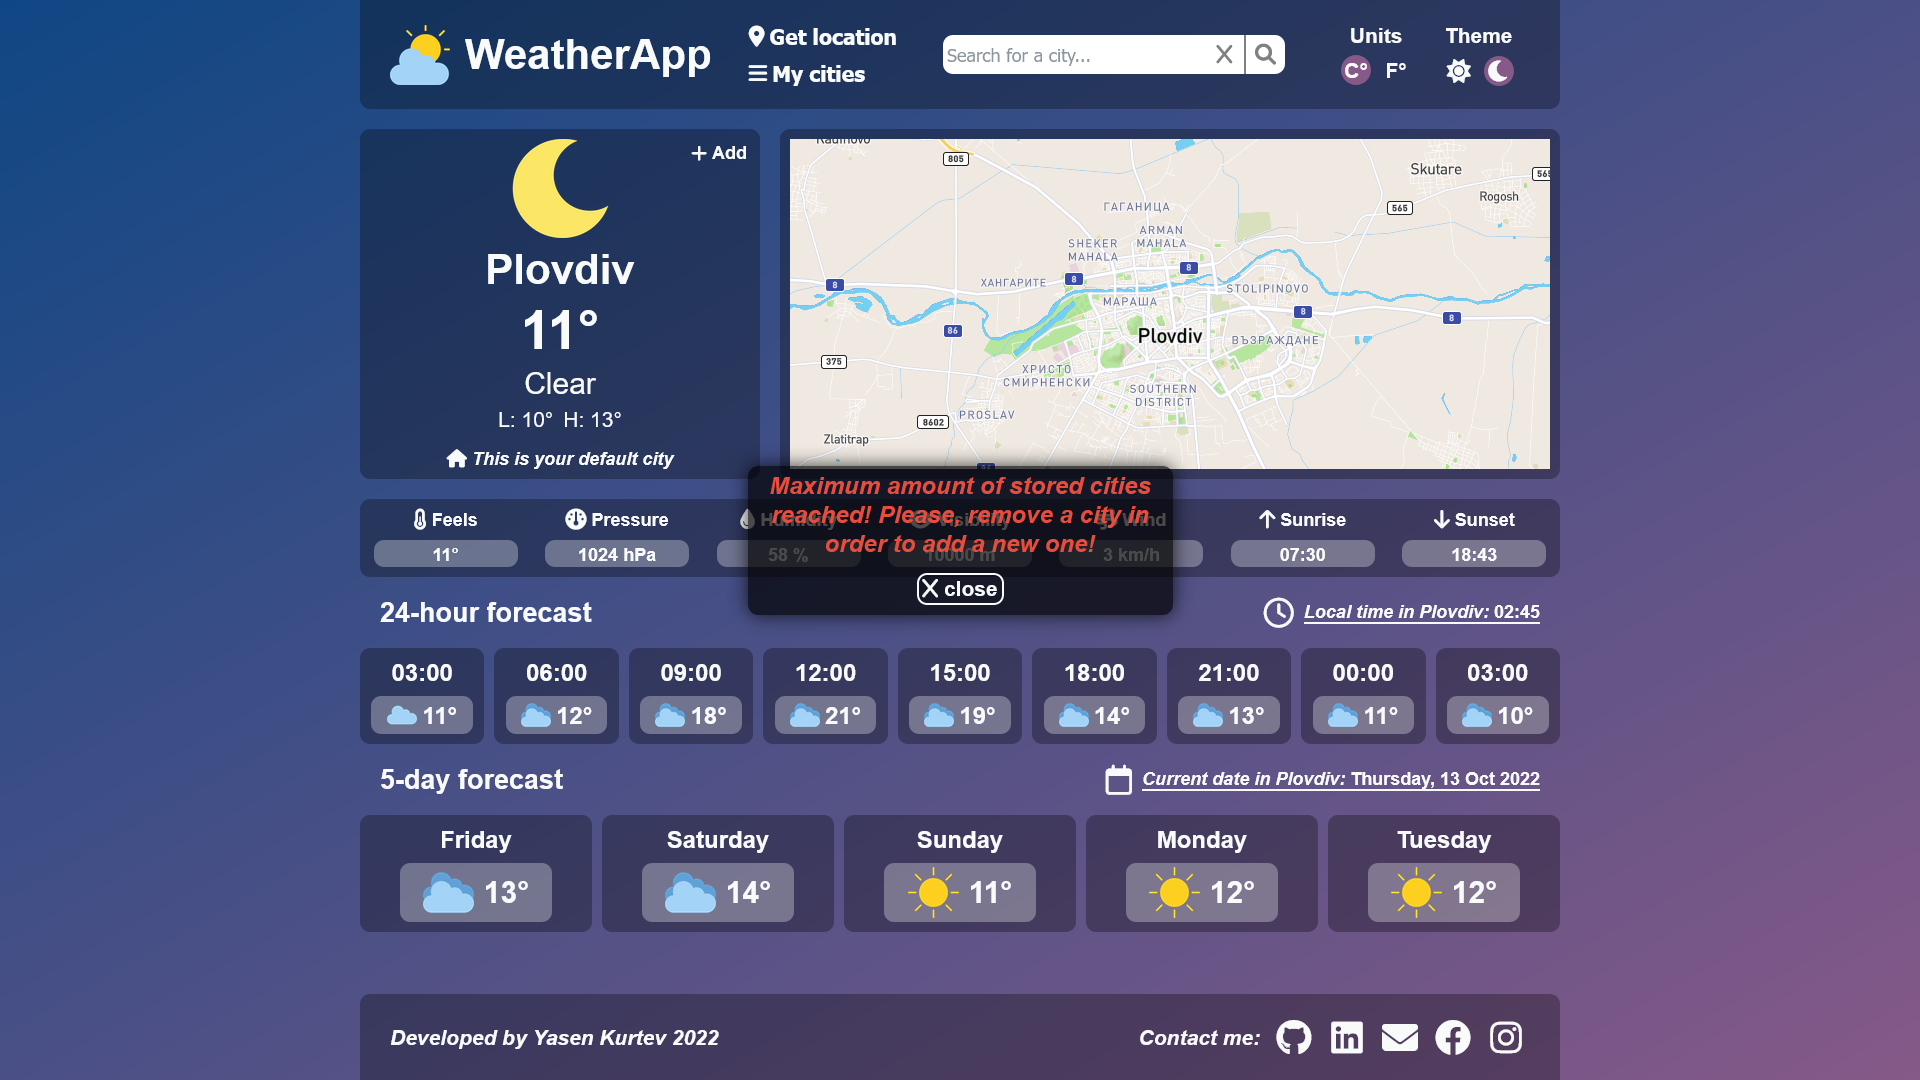 WeatherApp
Get location
My cities
Search for a city...
Units
C° F°
Theme
+ Add
Plovdiv
11°
Clear
L: 10° H: 13°
This is your default city
Radinovo
805
Skutare
565
Rogosh
565
ГАГАНИЦА
ARMAN
MAHALA
SHEKER
MAHALA
8
8
ХАНГАРИТЕ
8
МАРАША
STOLIPINOVO
8
8
86
Plovdiv
ВЪЗРАЖДАНЕ
375
ХРИСТО
СМИРНЕНСКИ
SOUTHERN
DISTRICT
PROSLAV
8602
Zlatitrap
86
Maximum amount of stored cities
reached! Please, remove a city in
order to add a new one!
X close
Feels
11°
Pressure
1024 hPa
Humidity
58 %
Visibility
10000 m
Wind
3 km/h
Sunrise
07:30
Sunset
18:43
24-hour forecast
Local time in Plovdiv: 02:45
03:00
11°
06:00
12°
09:00
18°
12:00
21°
15:00
19°
18:00
14°
21:00
13°
00:00
11°
03:00
10°
5-day forecast
Current date in Plovdiv: Thursday, 13 Oct 2022
Friday
13°
Saturday
14°
Sunday
11°
Monday
12°
Tuesday
12°
Developed by Yasen Kurtev 2022
Contact me: